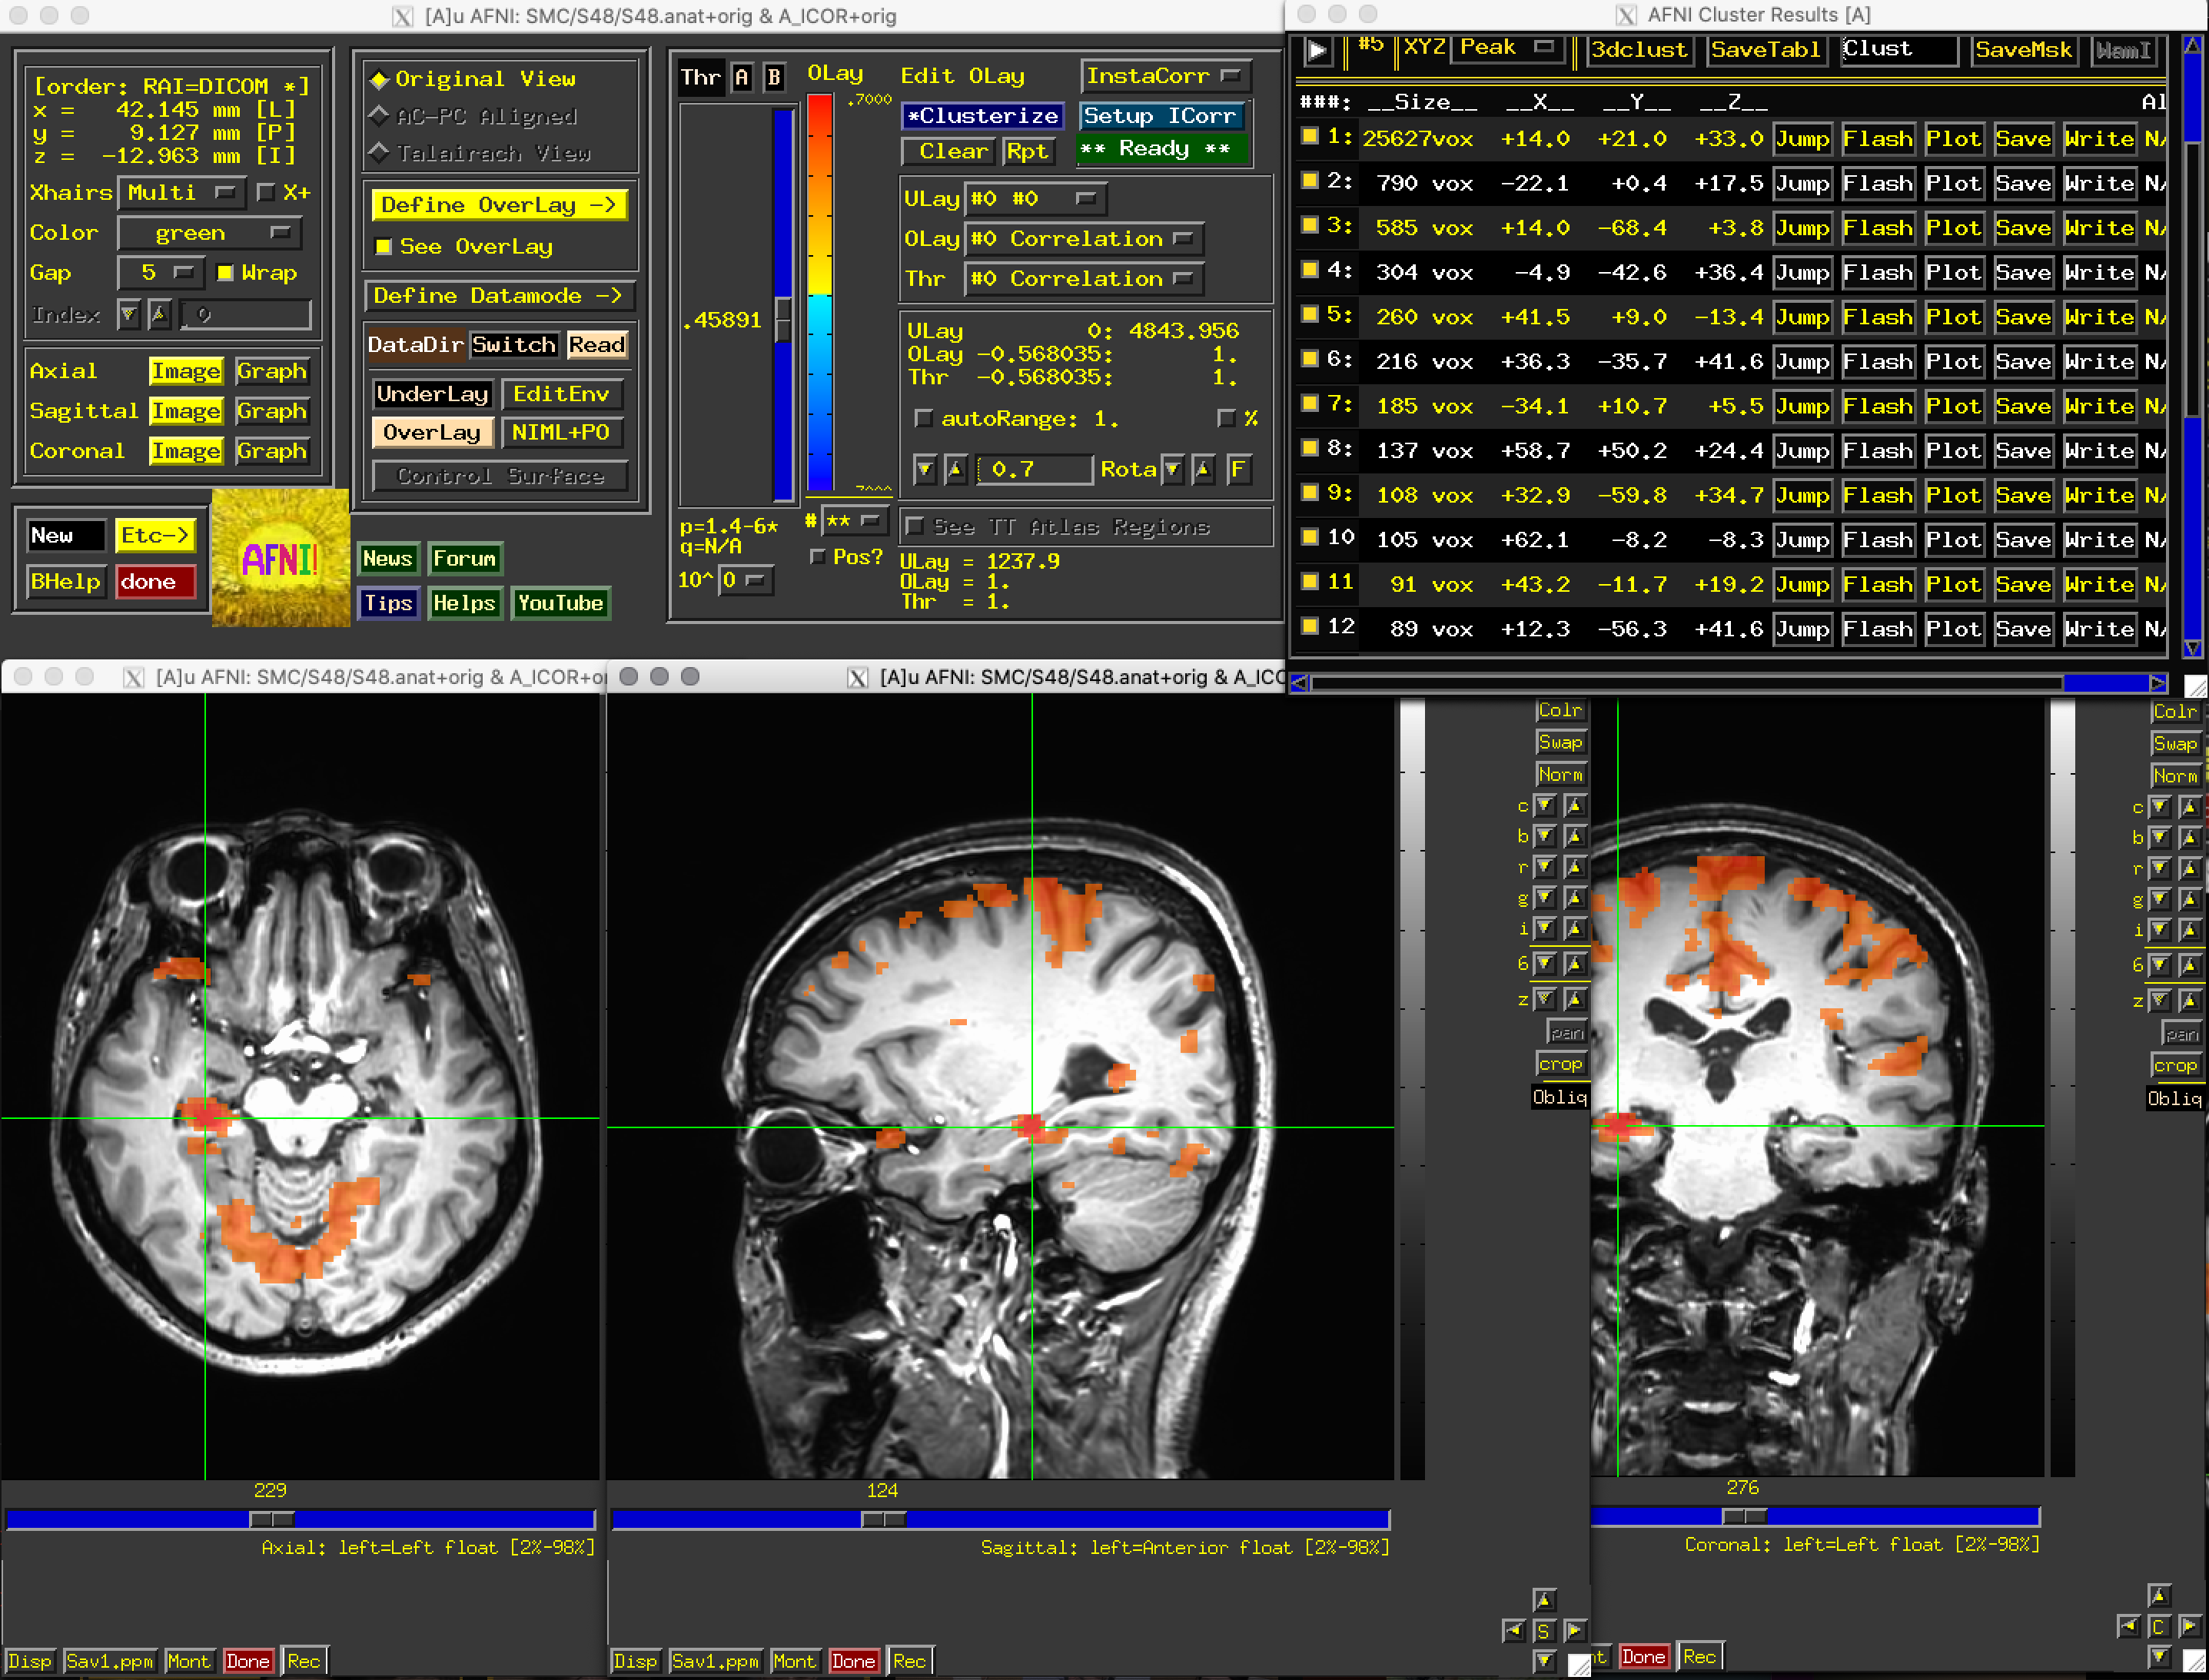 [A]u AFNI: SMC/S48/S48.anat+orig & A_ICOR+orig
[order: RAI=DICOM *]
x = 42.145 mm [L]
y = 9.127 mm [P]
z = -12.963 mm [I]
Xhairs Multi X+
Color green
Gap 5 Wrap
Index 0
Axial Image Graph
Sagittal Image Graph
Coronal Image Graph
New Etc->
BHelp done
AFNI!
Original View
AC-PC Aligned
Talairach View
Define OverLay ->
See OverLay
Define Datamode ->
DataDir Switch Read
UnderLay EditEnv
OverLay NIML+PO
Control Surface
News Forum
Tips Helps YouTube
Thr A B
.45891
p=1.4-6*
q=N/A
10^ 0
OLay
.7000
# **
Pos?
Edit OLay InstaCorr
*Clusterize Setup ICorr
Clear Rpt ** Ready **
ULay #0 #0
OLay #0 Correlation
Thr #0 Correlation
ULay 0: 4843.956
OLay -0.568035: 1.
Thr -0.568035: 1.
autoRange: 1. %
0.7 Rota F
See TT Atlas Regions
ULay = 1237.9
OLay = 1.
Thr = 1.
AFNI Cluster Results [A]
#5 XYZ Peak 3dclust SaveTabl Clust SaveMsk WamI
###: __Size__ __X__ __Y__ __Z__ Al
1: 25627vox +14.0 +21.0 +33.0 Jump Flash Plot Save Write N/
2: 790 vox -22.1 +0.4 +17.5 Jump Flash Plot Save Write N/
3: 585 vox +14.0 -68.4 +3.8 Jump Flash Plot Save Write N/
4: 304 vox -4.9 -42.6 +36.4 Jump Flash Plot Save Write N/
5: 260 vox +41.5 +9.0 -13.4 Jump Flash Plot Save Write N/
6: 216 vox +36.3 -35.7 +41.6 Jump Flash Plot Save Write N/
7: 185 vox -34.1 +10.7 +5.5 Jump Flash Plot Save Write N/
8: 137 vox +58.7 +50.2 +24.4 Jump Flash Plot Save Write N/
9: 108 vox +32.9 -59.8 +34.7 Jump Flash Plot Save Write N/
10 105 vox +62.1 -8.2 -8.3 Jump Flash Plot Save Write N/
11 91 vox +43.2 -11.7 +19.2 Jump Flash Plot Save Write N/
12 89 vox +12.3 -56.3 +41.6 Jump Flash Plot Save Write N/
[A]u AFNI: SMC/S48/S48.anat+orig & A_ICOR+or
229
Axial: left=Left float [2%-98%]
Disp Sav1.ppm Mont Done Rec
[A]u AFNI: SMC/S48/S48.anat+orig & A_ICC
Colr
Swap
Norm
c
b
r
g
i
6
z
pan
crop
Obliq
124
Sagittal: left=Anterior float [2%-98%]
S
Disp Sav1.ppm Mont Done Rec
Colr
Swap
Norm
c
b
r
g
i
6
z
pan
crop
Obliq
276
Coronal: left=Left float [2%-98%]
C
nt Done Rec